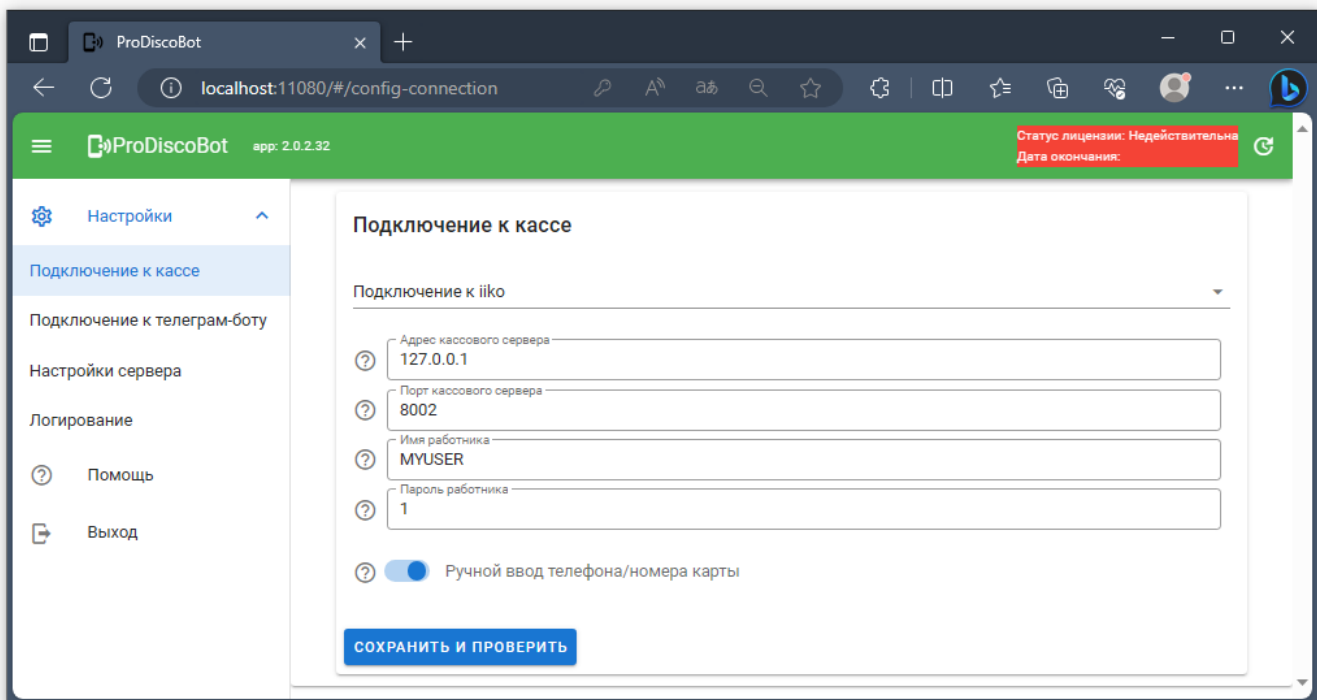 ProDiscoBot
localhost:11080/#/config-connection
ProDiscoBot app: 2.0.2.32
Статус лицензии: Недействительна
Дата окончания:
Настройки
Подключение к кассе
Подключение к телеграм-боту
Настройки сервера
Логирование
Помощь
Выход
Подключение к кассе
Подключение к iiko
Адрес кассового сервера
127.0.0.1
Порт кассового сервера
8002
Имя работника
MYUSER
Пароль работника
1
Ручной ввод телефона/номера карты
СОХРАНИТЬ И ПРОВЕРИТЬ